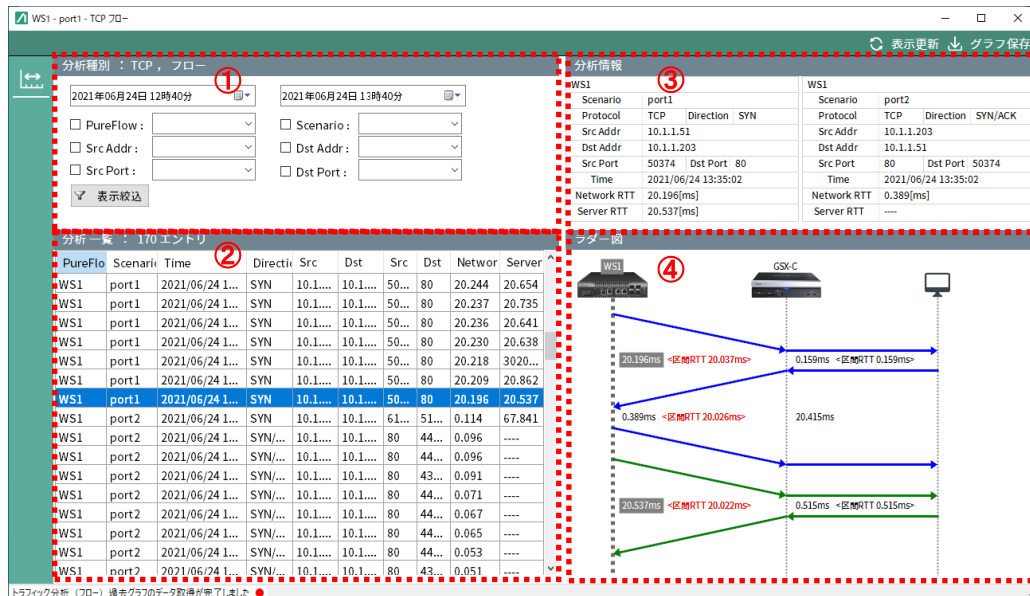 WS1 - port1 - TCP フロー
表示更新 グラフ保存
分析種別 : TCP , フロー
①
2021年06月24日 12時40分 2021年06月24日 13時40分
PureFlow : Scenario :
Src Addr : Dst Addr :
Src Port : Dst Port :
表示絞込
分析情報
③
WS1
Scenario port1
Protocol TCP Direction SYN
Src Addr 10.1.1.51
Dst Addr 10.1.1.203
Src Port 50374 Dst Port 80
Time 2021/06/24 13:35:02
Network RTT 20.196[ms]
Server RTT 20.537[ms]
WS1
Scenario port2
Protocol TCP Direction SYN/ACK
Src Addr 10.1.1.203
Dst Addr 10.1.1.51
Src Port 80 Dst Port 50374
Time 2021/06/24 13:35:02
Network RTT 0.389[ms]
Server RTT ----
分析一覧 : 170 エントリ
②
PureFlo Scenari Time Directi Src Dst Src Dst Networ Server
WS1 port1 2021/06/24 1... SYN 10.1.... 10.1.... 50... 80 20.244 20.654
WS1 port1 2021/06/24 1... SYN 10.1.... 10.1.... 50... 80 20.237 20.735
WS1 port1 2021/06/24 1... SYN 10.1.... 10.1.... 50... 80 20.236 20.641
WS1 port1 2021/06/24 1... SYN 10.1.... 10.1.... 50... 80 20.230 20.638
WS1 port1 2021/06/24 1... SYN 10.1.... 10.1.... 50... 80 20.218 3020...
WS1 port1 2021/06/24 1... SYN 10.1.... 10.1.... 50... 80 20.209 20.862
WS1 port1 2021/06/24 1... SYN 10.1.... 10.1.... 50... 80 20.196 20.537
WS1 port2 2021/06/24 1... SYN 10.1.... 10.1.... 61... 51... 0.114 67.841
WS1 port2 2021/06/24 1... SYN/... 10.1.... 10.1.... 80 44... 0.096 ----
WS1 port2 2021/06/24 1... SYN/... 10.1.... 10.1.... 80 44... 0.096 ----
WS1 port2 2021/06/24 1... SYN/... 10.1.... 10.1.... 80 43... 0.091 ----
WS1 port2 2021/06/24 1... SYN/... 10.1.... 10.1.... 80 44... 0.071 ----
WS1 port2 2021/06/24 1... SYN/... 10.1.... 10.1.... 80 44... 0.067 ----
WS1 port2 2021/06/24 1... SYN/... 10.1.... 10.1.... 80 44... 0.065 ----
WS1 port2 2021/06/24 1... SYN/... 10.1.... 10.1.... 80 44... 0.053 ----
WS1 port2 2021/06/24 1... SYN/... 10.1.... 10.1.... 80 43... 0.051 ----
ラダー図
④
WS1 GSX-C
20.196ms <区間RTT 20.037ms> 0.159ms <区間RTT 0.159ms>
0.389ms <区間RTT 20.026ms> 20.415ms
20.537ms <区間RTT 20.022ms> 0.515ms <区間RTT 0.515ms>
トラフィック分析（フロー）過去グラフのデータ取得が完了しました